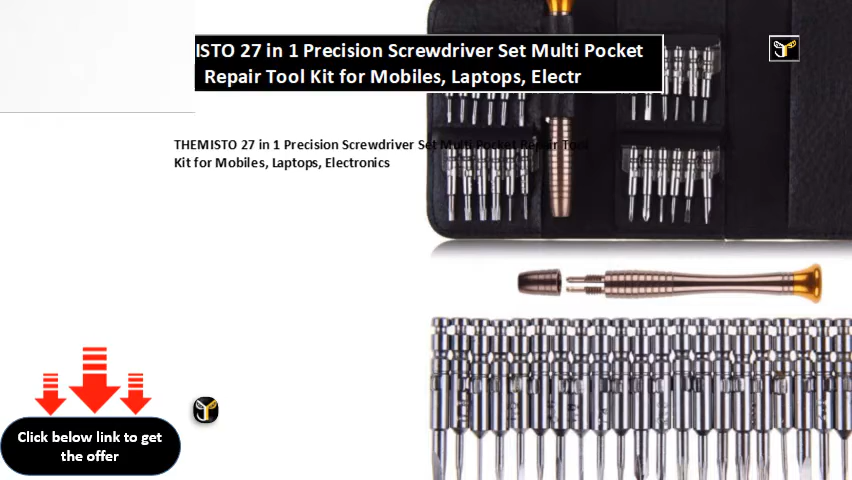 ISTO 27 in 1 Precision Screwdriver Set Multi Pocket
Repair Tool Kit for Mobiles, Laptops, Electr
THEMISTO 27 in 1 Precision Screwdriver Set Multi Pocket Repair Tool
Kit for Mobiles, Laptops, Electronics
Click below link to get
the offer